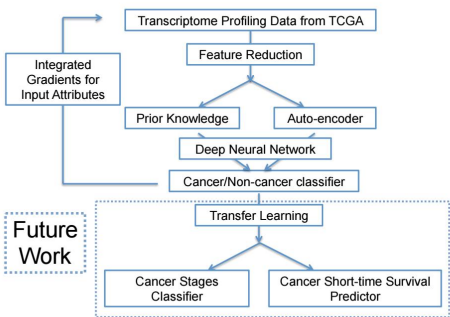 Transcriptome Profiling Data from TCGA
Feature Reduction
Integrated
Gradients for
Input Attributes
Prior Knowledge
Auto-encoder
Deep Neural Network
Cancer/Non-cancer classifier
Transfer Learning
Future
Work
Cancer Stages
Classifier
Cancer Short-time Survival
Predictor